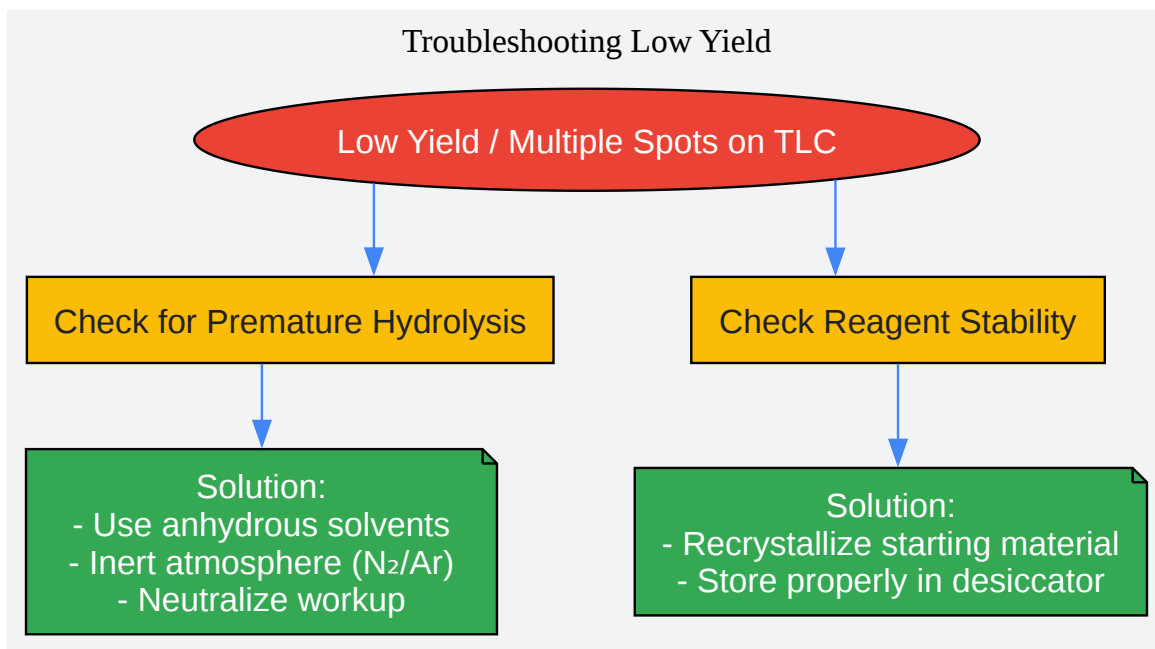 Troubleshooting Low Yield
Low Yield / Multiple Spots on TLC
Check for Premature Hydrolysis
Check Reagent Stability
Solution:
- Use anhydrous solvents
- Inert atmosphere (N₂/Ar)
- Neutralize workup
Solution:
- Recrystallize starting material
- Store properly in desiccator